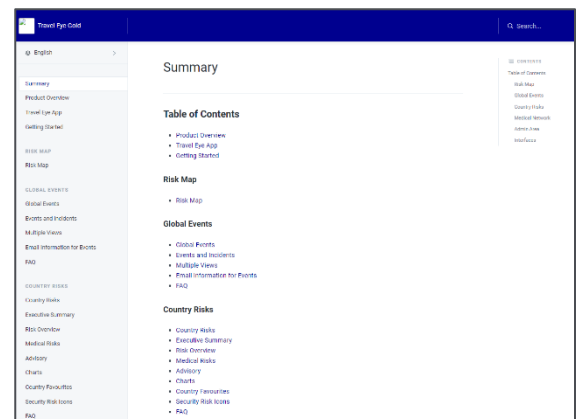 Travel Eye Gold
Search...
English
Summary
Product Overview
Travel Eye App
Getting Started
RISK MAP
Risk Map
GLOBAL EVENTS
Global Events
Events and Incidents
Multiple Views
Email Information for Events
FAQ
COUNTRY RISKS
Country Risks
Executive Summary
Risk Overview
Medical Risks
Advisory
Charts
Country Favourites
Security Risk Icons
FAQ
Summary
Table of Contents
Product Overview
Travel Eye App
Getting Started
Risk Map
Risk Map
Global Events
Global Events
Events and Incidents
Multiple Views
Email Information for Events
FAQ
Country Risks
Country Risks
Executive Summary
Risk Overview
Medical Risks
Advisory
Charts
Country Favourites
Security Risk Icons
FAQ
CONTENTS
Table of Contents
Risk Map
Global Events
Country Risks
Medical Network
Admin Area
Interfaces